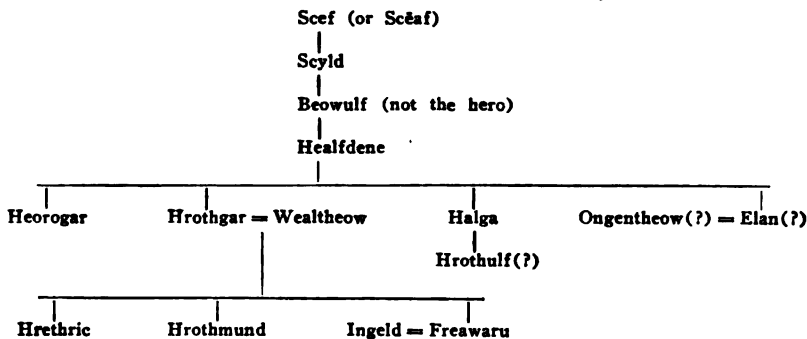 Scef (or Scēaf)
Scyld
Beowulf (not the hero)
Healfdene
Heorogar Hrothgar = Wealtheow Halga Ongentheow(?) = Elan(?)
Hrothulf(?)
Hrethric Hrothmund Ingeld = Freawaru